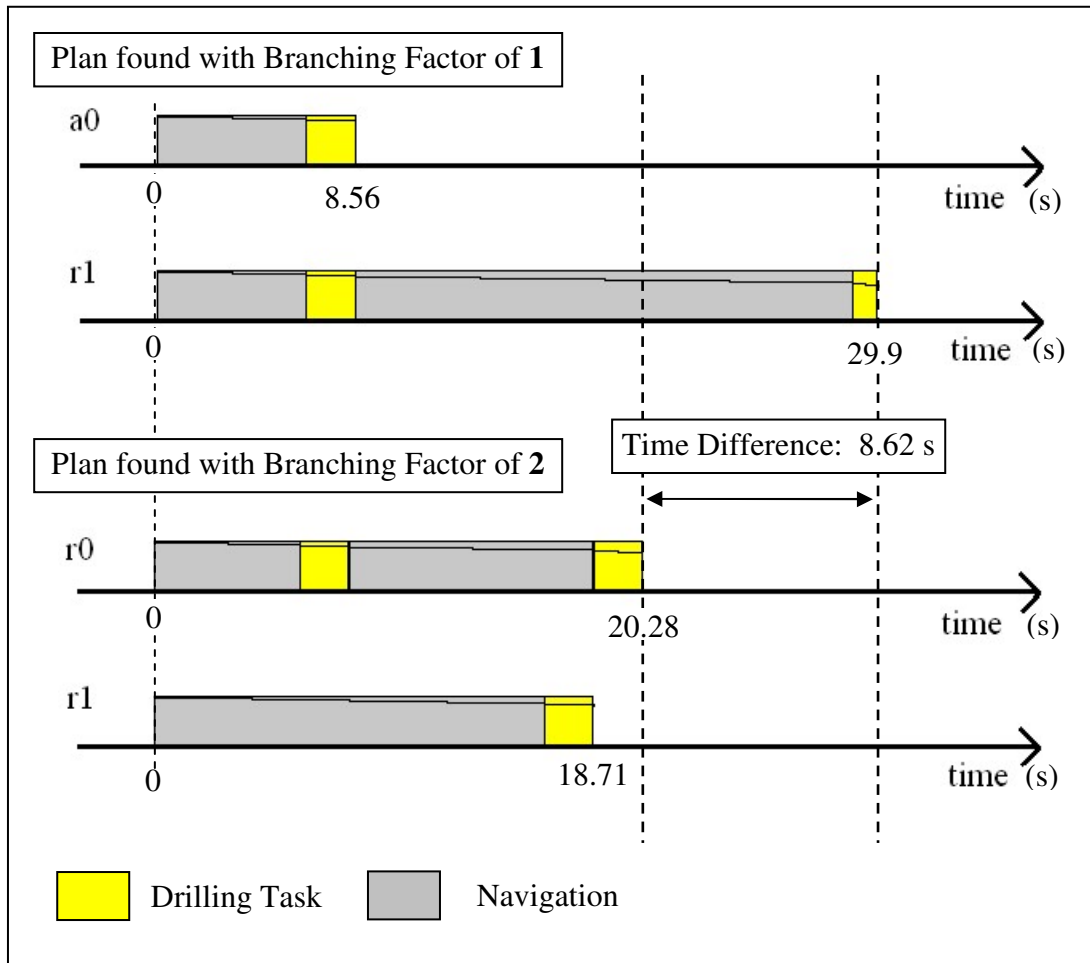 Plan found with Branching Factor of 1
a0
0
8.56
time (s)
r1
0
29.9
time (s)
Time Difference: 8.62 s
Plan found with Branching Factor of 2
r0
0
20.28
time (s)
r1
0
18.71
time (s)
Drilling Task
Navigation